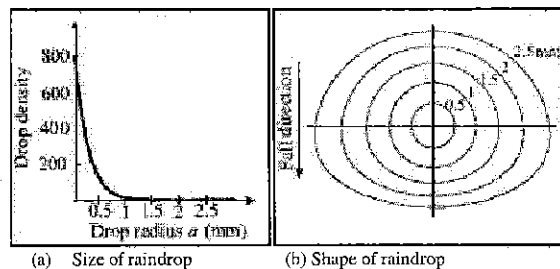 800
600
400
200
Drop density
0.5 1 1.5 2 2.5
Drop radius a (mm)
(a) Size of raindrop
Fall direction
0.5
1
1.5
2
2.5mm
(b) Shape of raindrop